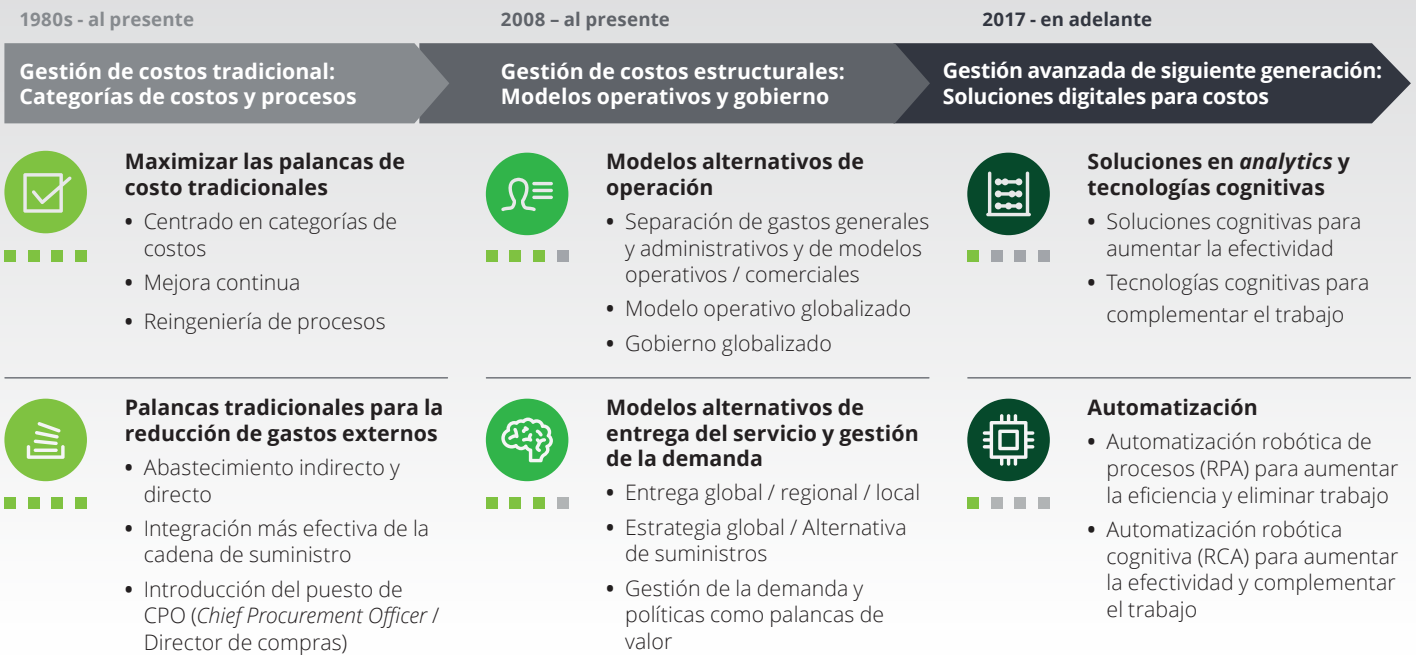 1980s - al presente
2008 – al presente
2017 - en adelante
Gestión de costos tradicional:
Categorías de costos y procesos
Gestión de costos estructurales:
Modelos operativos y gobierno
Gestión avanzada de siguiente generación:
Soluciones digitales para costos
Maximizar las palancas de
costo tradicionales
• Centrado en categorías de
costos
• Mejora continua
• Reingeniería de procesos
Modelos alternativos de
operación
• Separación de gastos generales
y administrativos y de modelos
operativos / comerciales
• Modelo operativo globalizado
• Gobierno globalizado
Soluciones en analytics y
tecnologías cognitivas
• Soluciones cognitivas para
aumentar la efectividad
• Tecnologías cognitivas para
complementar el trabajo
Palancas tradicionales para la
reducción de gastos externos
• Abastecimiento indirecto y
directo
• Integración más efectiva de la
cadena de suministro
• Introducción del puesto de
CPO (Chief Procurement Officer /
Director de compras)
Modelos alternativos de
entrega del servicio y gestión
de la demanda
• Entrega global / regional / local
• Estrategia global / Alternativa
de suministros
• Gestión de la demanda y
políticas como palancas de
valor
Automatización
• Automatización robótica de
procesos (RPA) para aumentar
la eficiencia y eliminar trabajo
• Automatización robótica
cognitiva (RCA) para aumentar
la efectividad y complementar
el trabajo